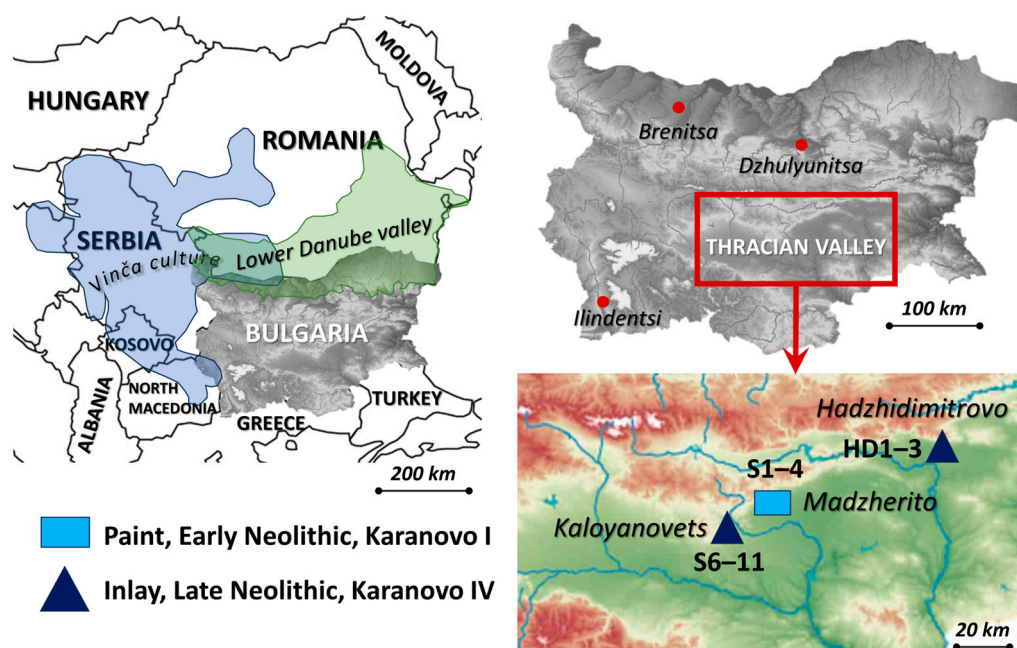 HUNGARY
MOLDOVA
ROMANIA
SERBIA
Vinča culture
Lower Danube valley
BULGARIA
KOSOVO
ALBANIA
NORTH
MACEDONIA
GREECE
TURKEY
200 km
Paint, Early Neolithic, Karanovo I
Inlay, Late Neolithic, Karanovo IV
Brenitsa
Dzhulyunitsa
THRACIAN VALLEY
Ilindentsi
100 km
Hadzhidimitrovo
HD1–3
S1–4
Madzherito
Kaloyanovets
S6–11
20 km